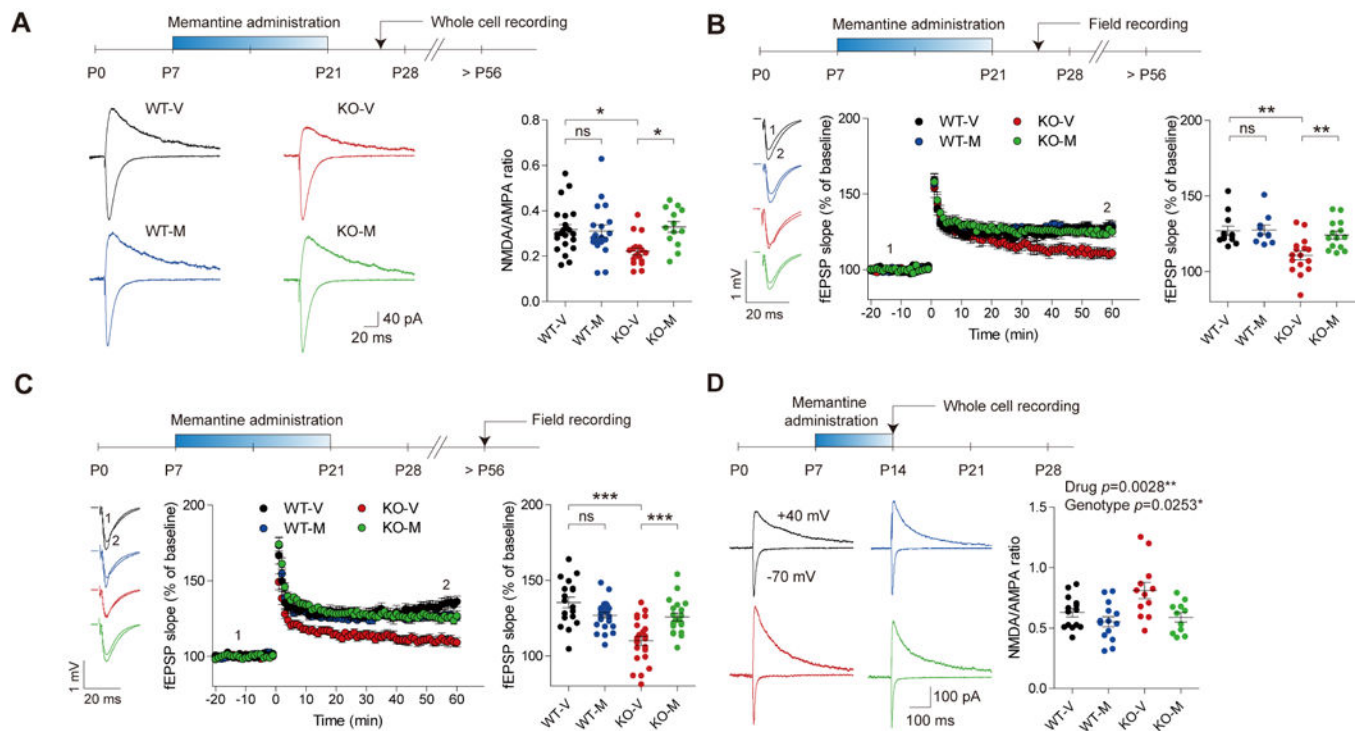 A
Memantine administration
Whole cell recording
P0
P7
P21
P28
> P56
WT-V
KO-V
WT-M
KO-M
40 pA
20 ms
NMDA/AMPA ratio
0.8
0.6
0.4
0.2
0.0
*
ns
*
WT-V
WT-M
KO-V
KO-M
B
Memantine administration
Field recording
P0
P7
P21
P28
> P56
1
2
1 mV
20 ms
fEPSP slope (% of baseline)
200
150
100
WT-V
KO-V
WT-M
KO-M
1
2
-20
-10
0
10
20
30
40
50
60
Time (min)
fEPSP slope (% of baseline)
200
150
100
**
ns
**
WT-V
WT-M
KO-V
KO-M
C
Memantine administration
Field recording
P0
P7
P21
P28
> P56
1
2
1 mV
20 ms
fEPSP slope (% of baseline)
200
150
100
WT-V
KO-V
WT-M
KO-M
1
2
-20
-10
0
10
20
30
40
50
60
Time (min)
fEPSP slope (% of baseline)
200
150
100
***
ns
***
WT-V
WT-M
KO-V
KO-M
D
Memantine
administration
Whole cell recording
P0
P7
P14
P21
P28
+40 mV
-70 mV
100 pA
100 ms
Drug p=0.0028**
Genotype p=0.0253*
NMDA/AMPA ratio
1.5
1.0
0.5
0.0
WT-V
WT-M
KO-V
KO-M